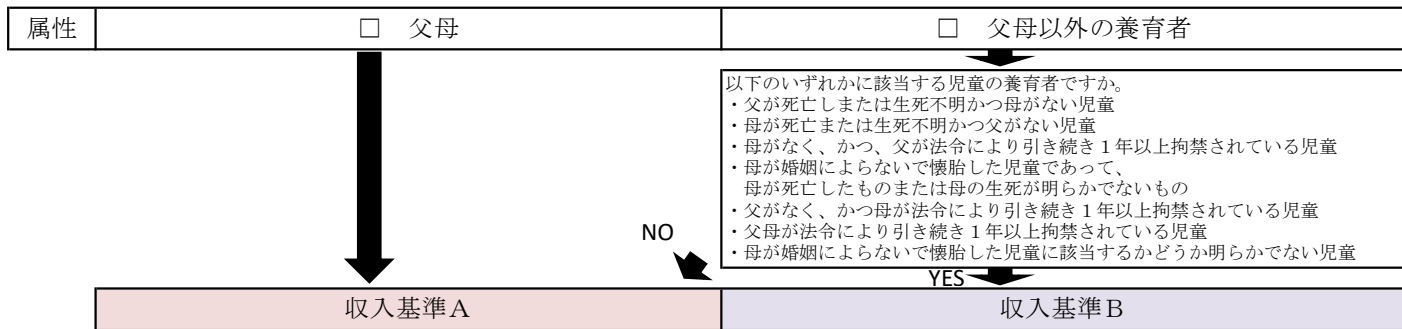 属性
□　父母
□　父母以外の養育者
以下のいずれかに該当する児童の養育者ですか。
・父が死亡しまたは生死不明かつ母がない児童
・母が死亡または生死不明かつ父がない児童
・母がなく、かつ、父が法令により引き続き１年以上拘禁されている児童
・母が婚姻によらないで懐胎した児童であって、
　母が死亡したものまたは母の生死が明らかでないもの
・父がなく、かつ母が法令により引き続き１年以上拘禁されている児童
・父母が法令により引き続き１年以上拘禁されている児童
・母が婚姻によらないで懐胎した児童に該当するかどうか明らかでない児童
NO
YES
収入基準Ａ
収入基準Ｂ